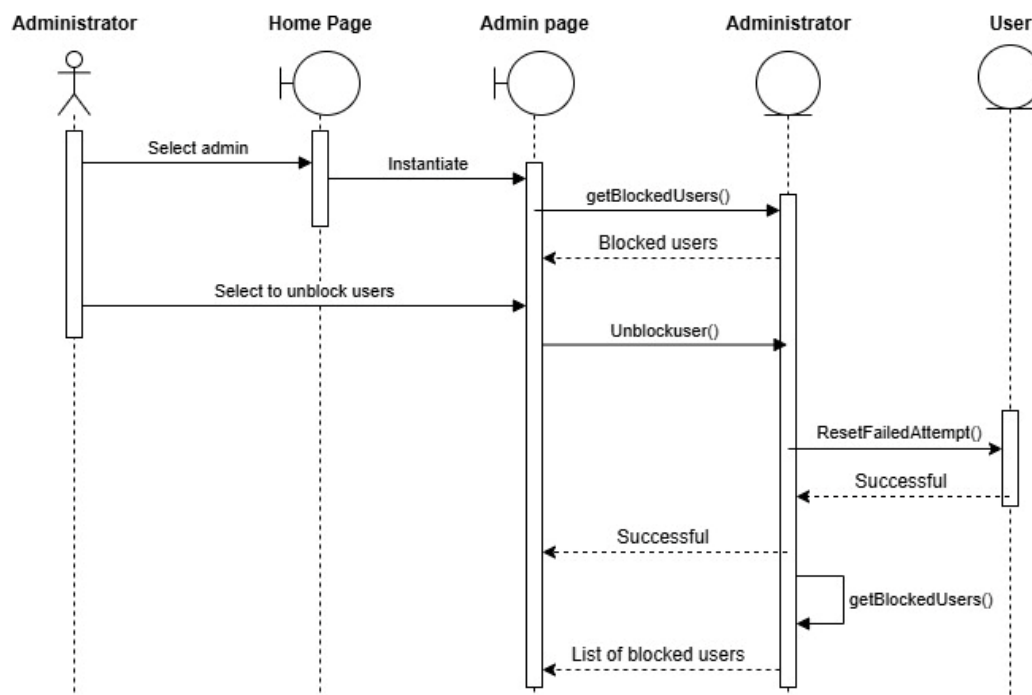 Administrator
Home Page
Admin page
Administrator
User
Select admin
Instantiate
getBlockedUsers()
Blocked users
Select to unblock users
Unblockuser()
ResetFailedAttempt()
Successful
Successful
getBlockedUsers()
List of blocked users